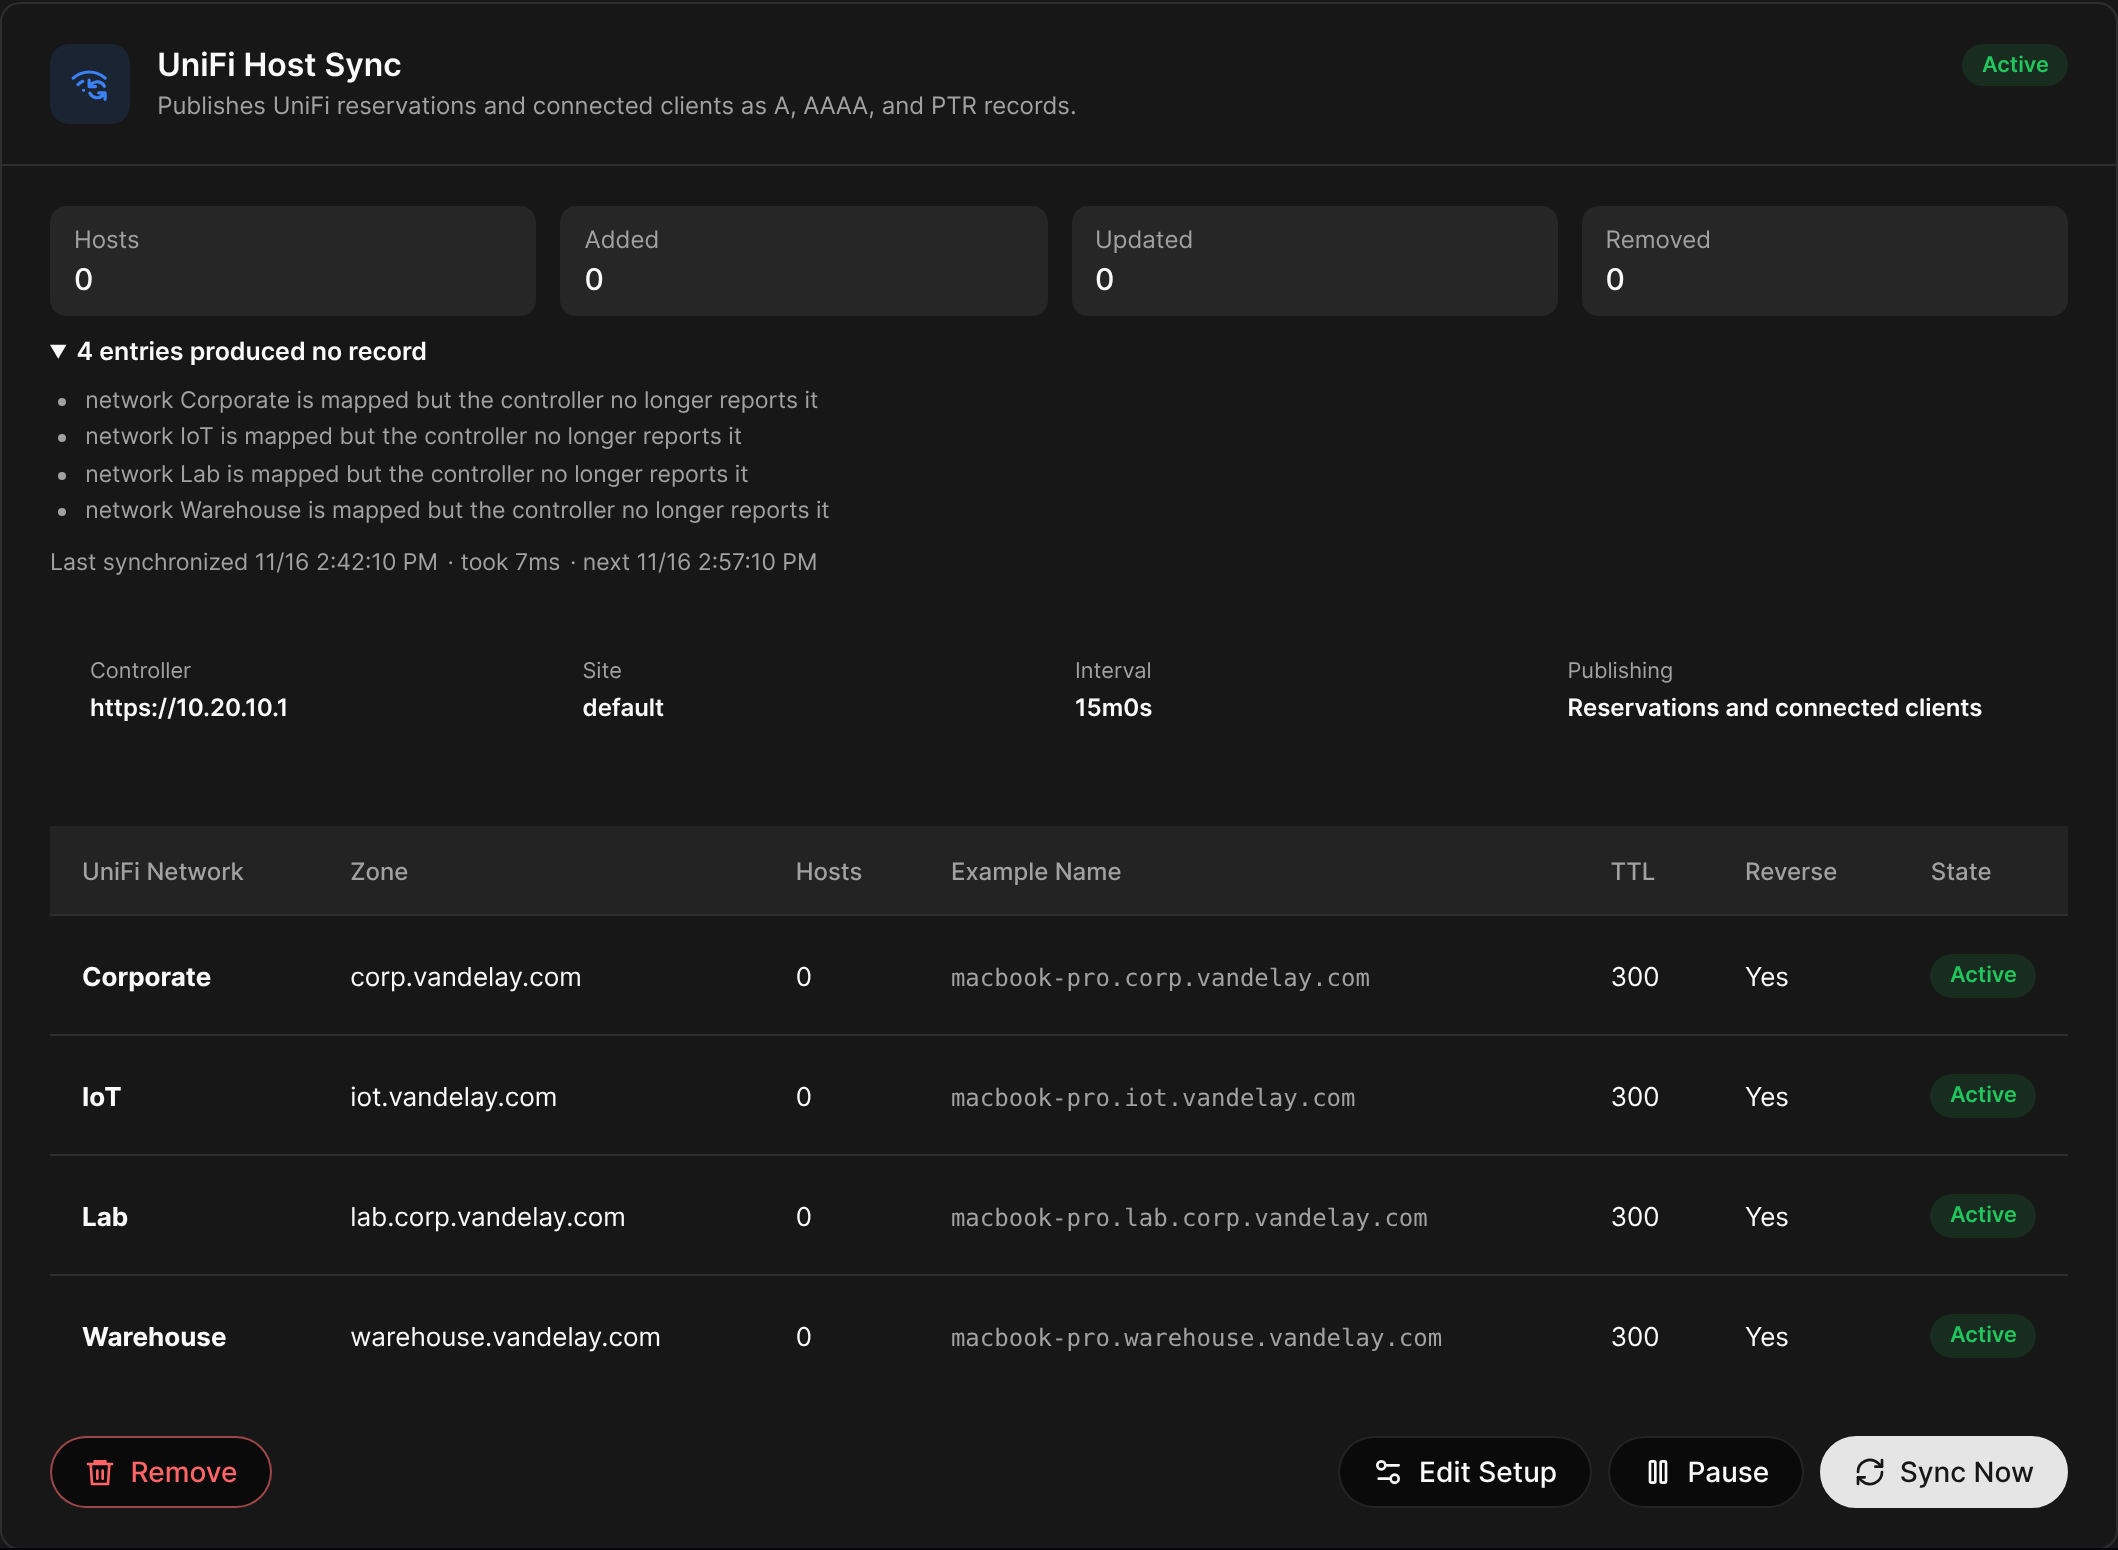 UniFi Host Sync
Active
Publishes UniFi reservations and connected clients as A, AAAA, and PTR records.
Hosts
0
Added
0
Updated
0
Removed
0
4 entries produced no record
network Corporate is mapped but the controller no longer reports it
network IoT is mapped but the controller no longer reports it
network Lab is mapped but the controller no longer reports it
network Warehouse is mapped but the controller no longer reports it
Last synchronized 11/16 2:42:10 PM · took 7ms · next 11/16 2:57:10 PM
Controller
https://10.20.10.1
Site
default
Interval
15m0s
Publishing
Reservations and connected clients
UniFi Network Zone Hosts Example Name TTL Reverse State
Corporate corp.vandelay.com 0 macbook-pro.corp.vandelay.com 300 Yes Active
IoT iot.vandelay.com 0 macbook-pro.iot.vandelay.com 300 Yes Active
Lab lab.corp.vandelay.com 0 macbook-pro.lab.corp.vandelay.com 300 Yes Active
Warehouse warehouse.vandelay.com 0 macbook-pro.warehouse.vandelay.com 300 Yes Active
Remove Edit Setup Pause Sync Now